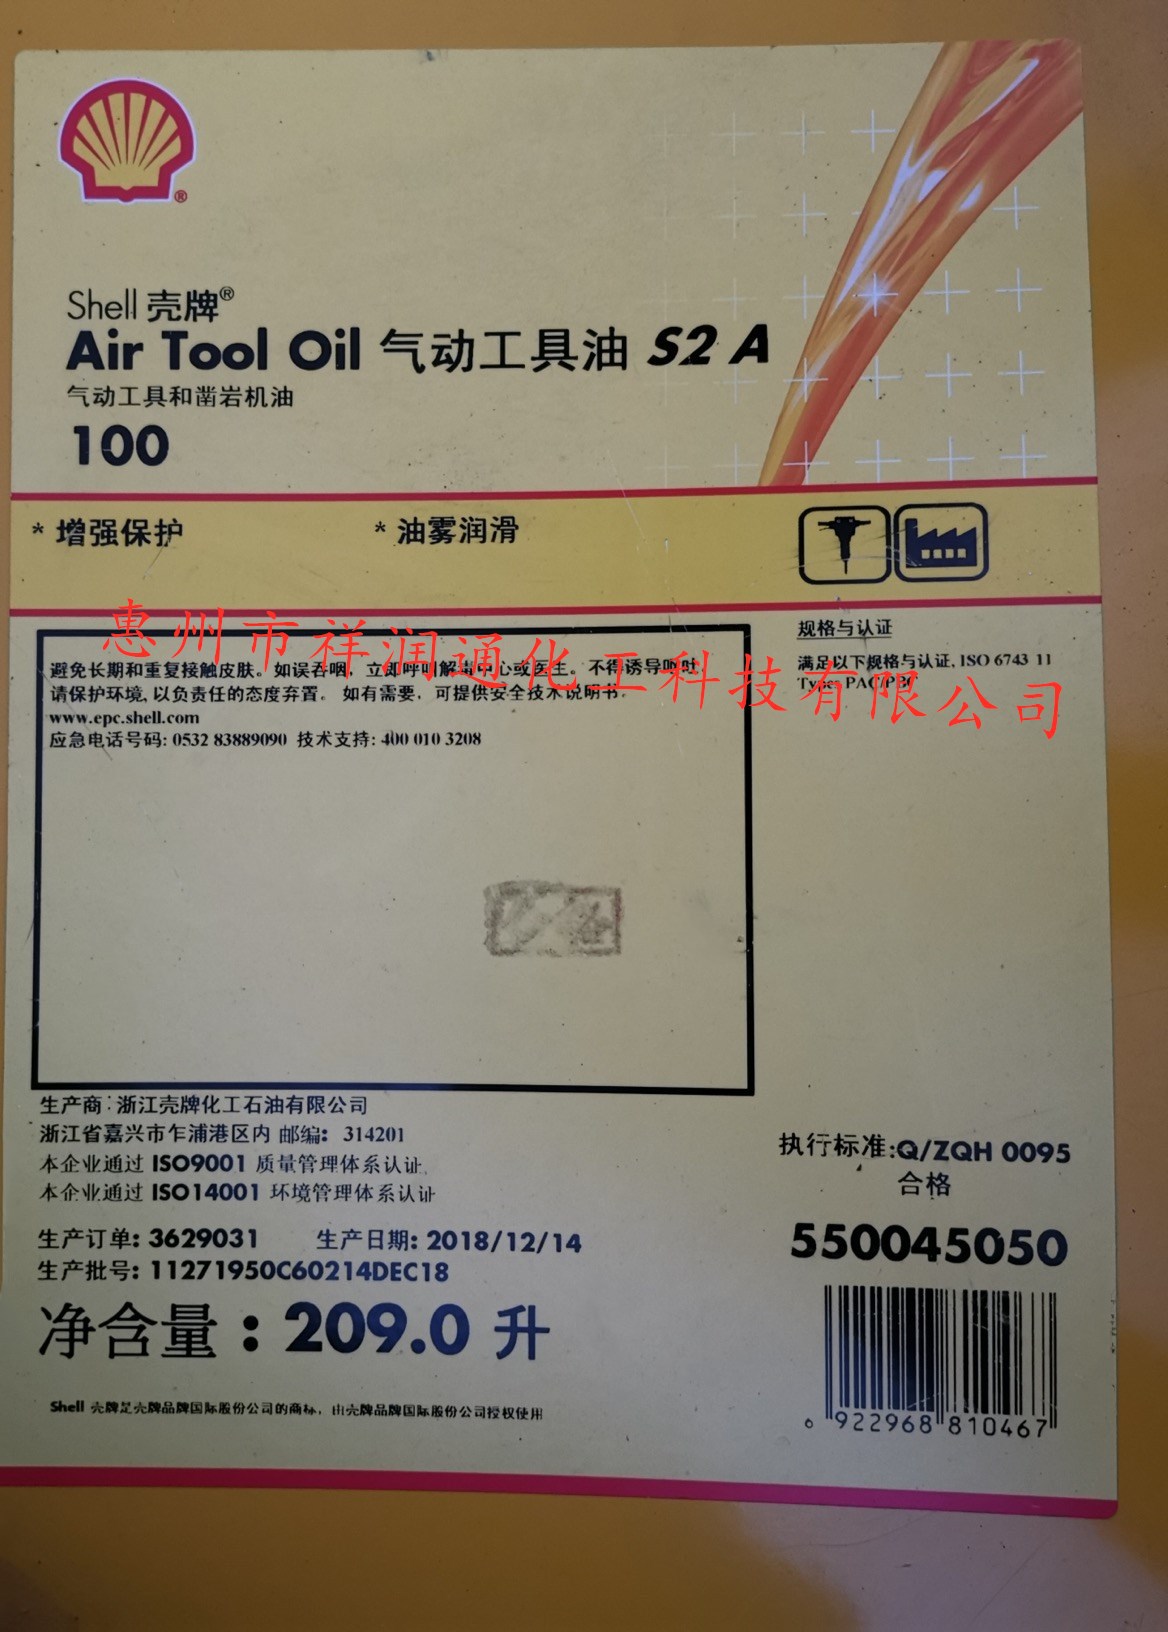 Shell 壳牌®
Air Tool Oil 气动工具油 S2 A
气动工具和凿岩机油
100
* 增强保护 * 油雾润滑
惠州市祥润通化工科技有限公司
避免长期和重复接触皮肤。如误吞咽，立即呼叫解毒中心或医生。不得诱导呕吐。
请保护环境, 以负责任的态度弃置。 如有需要，可提供安全技术说明书。
www.epc.shell.com
应急电话号码: 0532 83889090 技术支持: 400 010 3208
规格与认证
满足以下规格与认证, ISO 6743 11
Type: PAC/PBC
生产商: 浙江壳牌化工石油有限公司
浙江省嘉兴市乍浦港区内 邮编: 314201
本企业通过 ISO9001 质量管理体系认证,
本企业通过 ISO14001 环境管理体系认证
生产订单: 3629031 生产日期: 2018/12/14
生产批号: 11271950C60214DEC18
净含量: 209.0 升
Shell 壳牌是壳牌品牌国际股份公司的商标，由壳牌品牌国际股份公司授权使用
执行标准:Q/ZQH 0095
合格
550045050
6 922968 810467